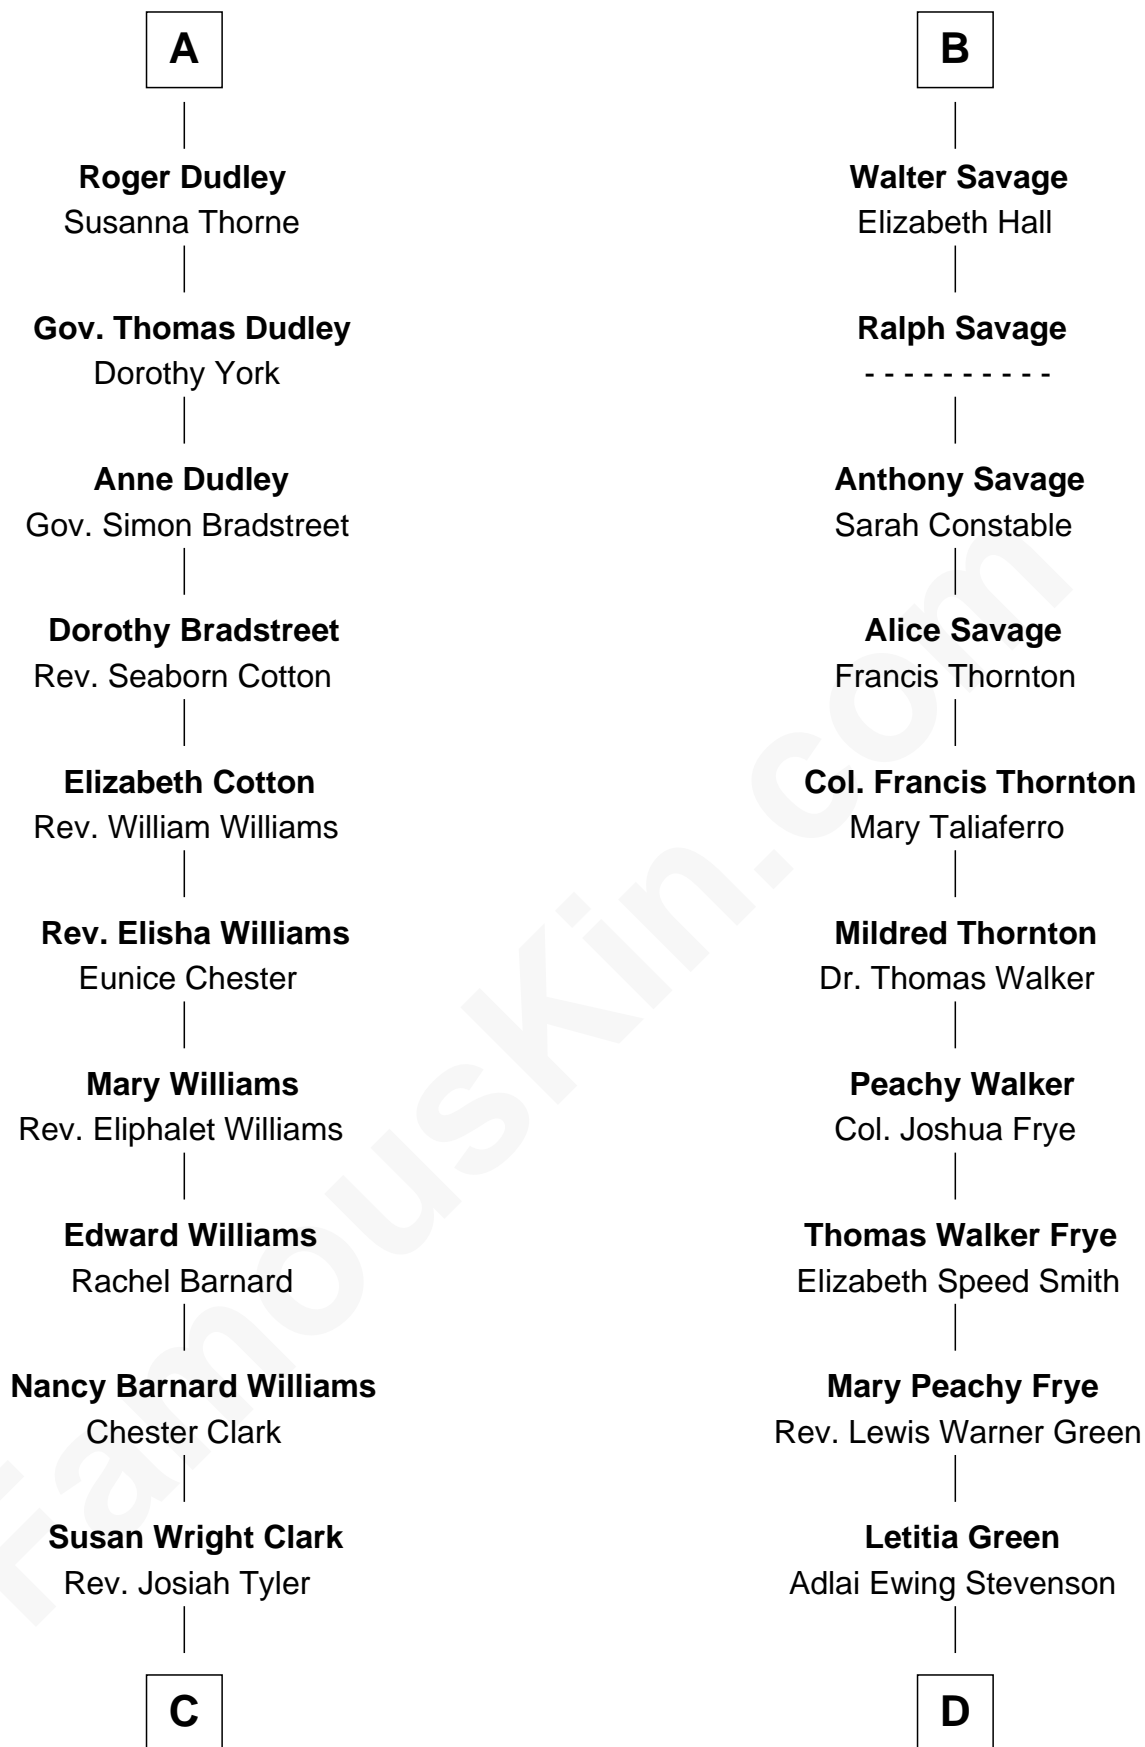 A
Roger Dudley
Susanna Thorne
Gov. Thomas Dudley
Dorothy York
Anne Dudley
Gov. Simon Bradstreet
Dorothy Bradstreet
Rev. Seaborn Cotton
Elizabeth Cotton
Rev. William Williams
Rev. Elisha Williams
Eunice Chester
Mary Williams
Rev. Eliphalet Williams
Edward Williams
Rachel Barnard
Nancy Barnard Williams
Chester Clark
Susan Wright Clark
Rev. Josiah Tyler
C
B
Walter Savage
Elizabeth Hall
Ralph Savage
- - - - - - - - - -
Anthony Savage
Sarah Constable
Alice Savage
Francis Thornton
Col. Francis Thornton
Mary Taliaferro
Mildred Thornton
Dr. Thomas Walker
Peachy Walker
Col. Joshua Frye
Thomas Walker Frye
Elizabeth Speed Smith
Mary Peachy Frye
Rev. Lewis Warner Green
Letitia Green
Adlai Ewing Stevenson
D
FamousKin.com